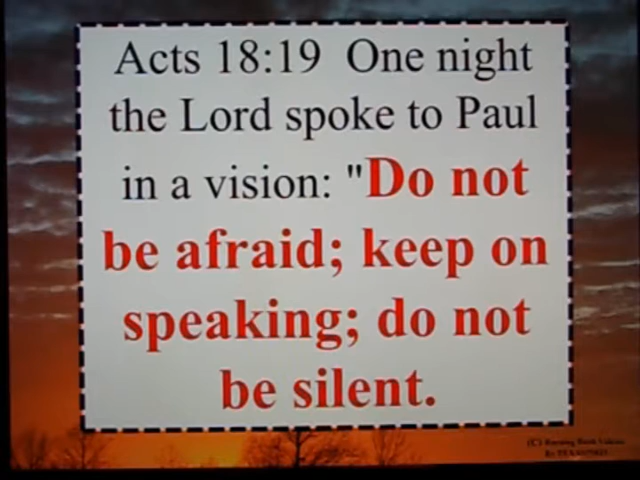 Acts 18:19 One night
the Lord spoke to Paul
in a vision: "Do not
be afraid; keep on
speaking; do not
be silent.